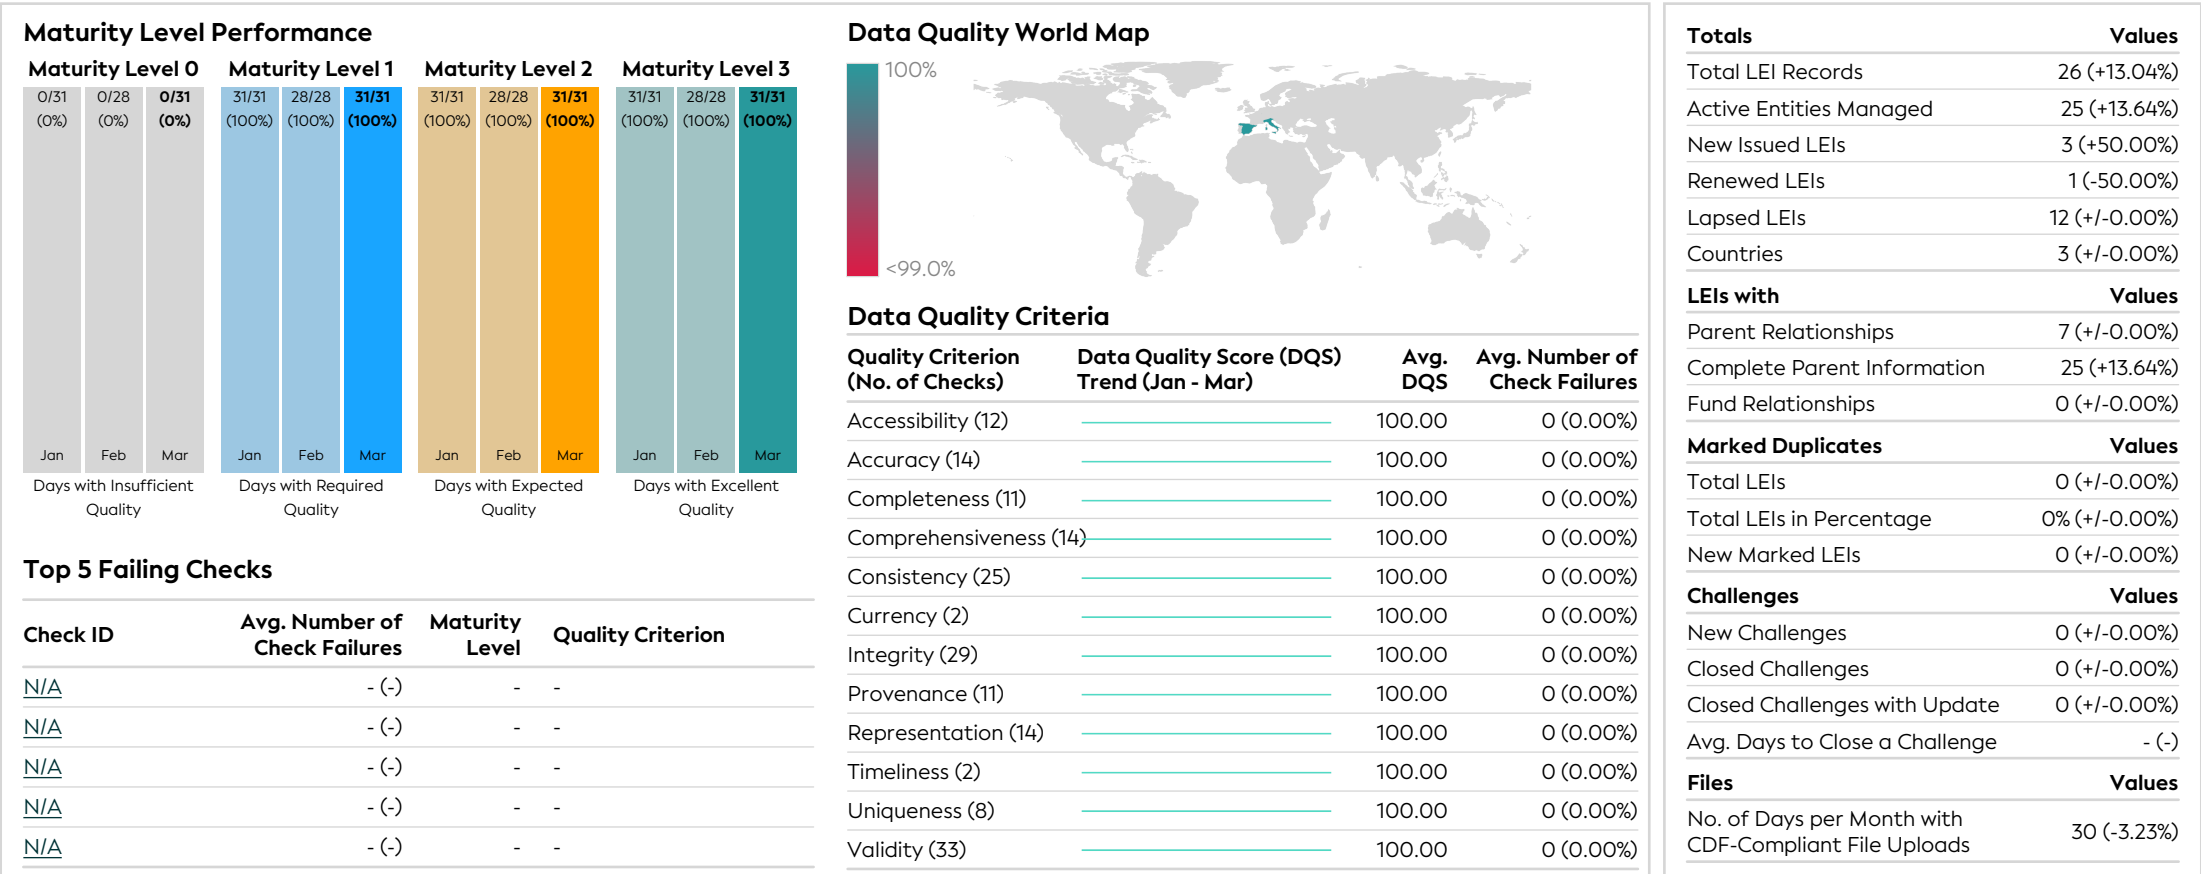 Maturity Level Performance
Maturity Level 0 Maturity Level 1 Maturity Level 2 Maturity Level 3
0/31 0/28 0/31 31/31 28/28 31/31 31/31 28/28 31/31 31/31 28/28 31/31
(0%) (0%) (0%) (100%) (100%) (100%) (100%) (100%) (100%) (100%) (100%) (100%)
Jan Feb Mar Jan Feb Mar Jan Feb Mar Jan Feb Mar
Days with Insufficient Days with Required Days with Expected Days with Excellent
Quality Quality Quality Quality
Top 5 Failing Checks
Avg. Number of Maturity
Check ID Quality Criterion
Check Failures Level
N/A - (-) - -
N/A - (-) - -
N/A - (-) - -
N/A - (-) - -
N/A - (-) - -
Data Quality World Map
100%
<99.0%
Data Quality Criteria
Quality Criterion Data Quality Score (DQS) Avg. Avg. Number of
(No. of Checks) Trend (Jan - Mar) DQS Check Failures
Accessibility (12) 100.00 0 (0.00%)
Accuracy (14) 100.00 0 (0.00%)
Completeness (11) 100.00 0 (0.00%)
Comprehensiveness (14) 100.00 0 (0.00%)
Consistency (25) 100.00 0 (0.00%)
Currency (2) 100.00 0 (0.00%)
Integrity (29) 100.00 0 (0.00%)
Provenance (11) 100.00 0 (0.00%)
Representation (14) 100.00 0 (0.00%)
Timeliness (2) 100.00 0 (0.00%)
Uniqueness (8) 100.00 0 (0.00%)
Validity (33) 100.00 0 (0.00%)
Totals Values
Total LEI Records 26 (+13.04%)
Active Entities Managed 25 (+13.64%)
New Issued LEIs 3 (+50.00%)
Renewed LEIs 1 (-50.00%)
Lapsed LEIs 12 (+/-0.00%)
Countries 3 (+/-0.00%)
LEIs with Values
Parent Relationships 7 (+/-0.00%)
Complete Parent Information 25 (+13.64%)
Fund Relationships 0 (+/-0.00%)
Marked Duplicates Values
Total LEIs 0 (+/-0.00%)
Total LEIs in Percentage 0% (+/-0.00%)
New Marked LEIs 0 (+/-0.00%)
Challenges Values
New Challenges 0 (+/-0.00%)
Closed Challenges 0 (+/-0.00%)
Closed Challenges with Update 0 (+/-0.00%)
Avg. Days to Close a Challenge - (-)
Files Values
No. of Days per Month with
CDF-Compliant File Uploads 30 (-3.23%)